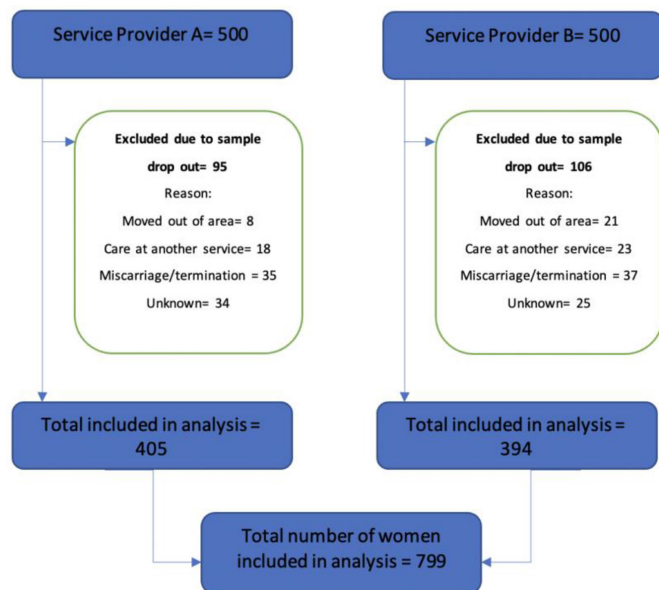 Service Provider A= 500
Service Provider B= 500
Excluded due to sample
drop out= 95
Reason:
Moved out of area= 8
Care at another service= 18
Miscarriage/termination = 35
Unknown= 34
Excluded due to sample
drop out= 106
Reason:
Moved out of area= 21
Care at another service= 23
Miscarriage/termination = 37
Unknown= 25
Total included in analysis =
405
Total included in analysis =
394
Total number of women
included in analysis = 799